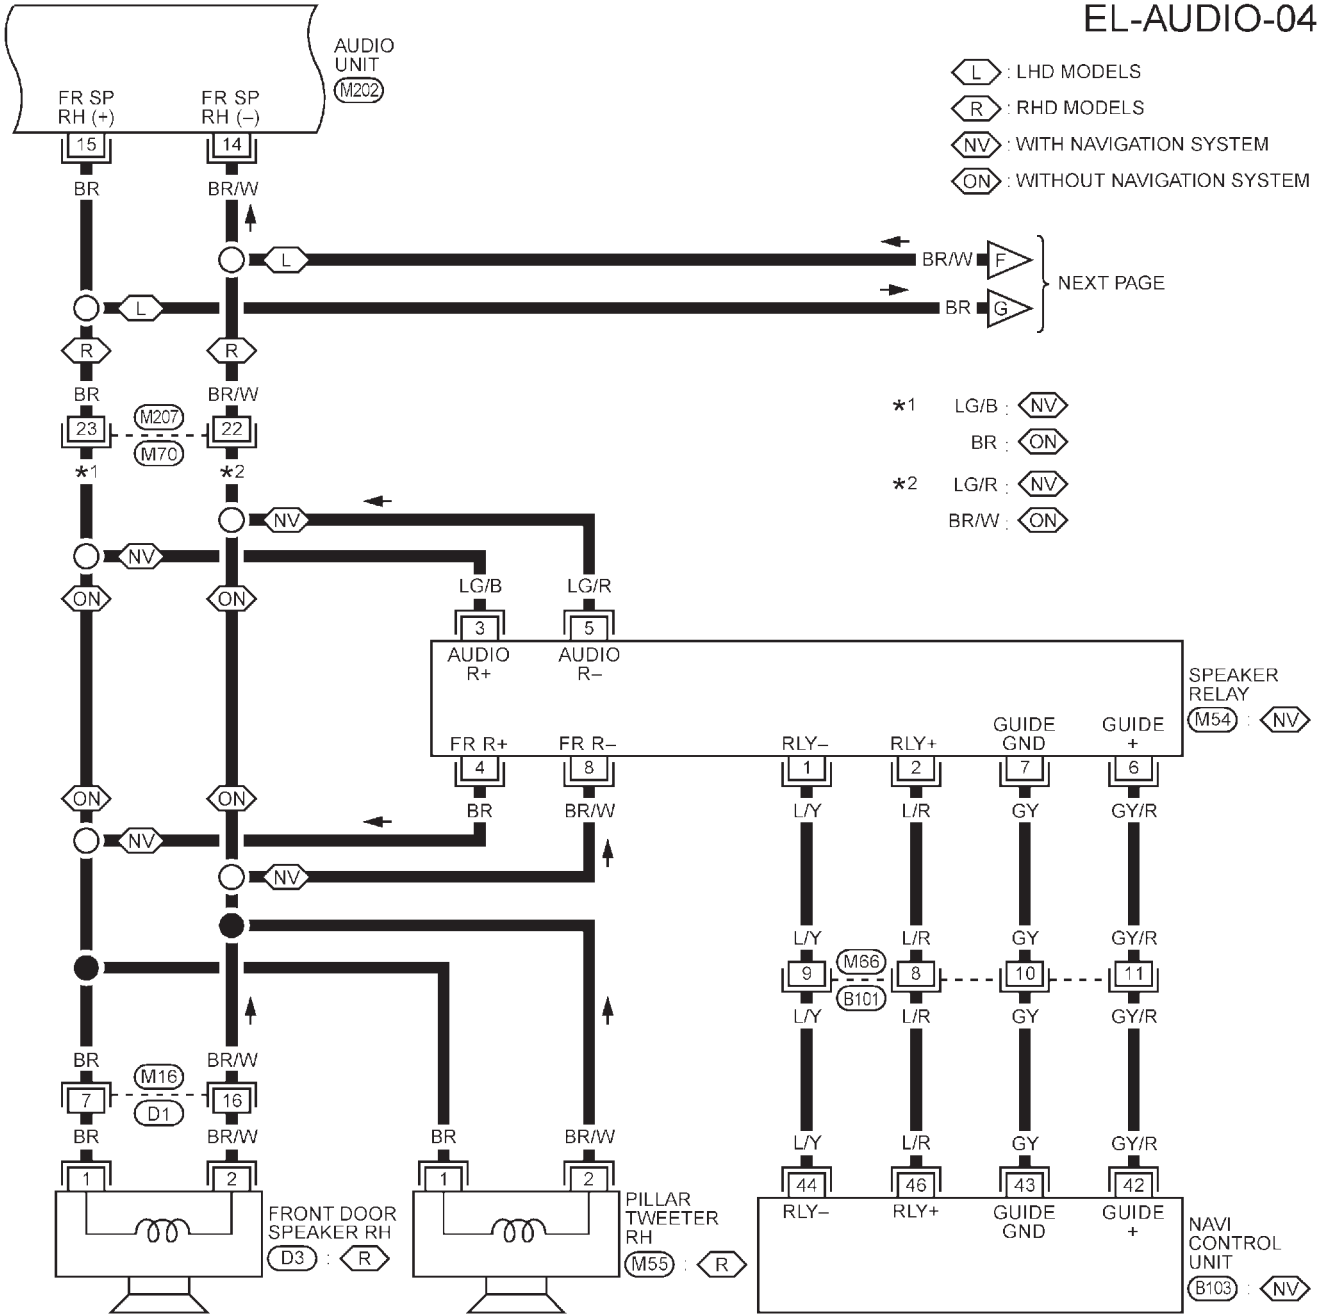 EL-AUDIO-04
AUDIO
UNIT
M202
FR SP
RH (+)
FR SP
RH (–)
15
14
BR
BR/W
L : LHD MODELS
R : RHD MODELS
NV : WITH NAVIGATION SYSTEM
ON : WITHOUT NAVIGATION SYSTEM
L
BR/W
F
L
BR
G
NEXT PAGE
R
R
BR
BR/W
23
M207
M70
22
*1
*2
*1 LG/B : NV
BR : ON
*2 LG/R : NV
BR/W : ON
NV
NV
ON
ON
LG/B
LG/R
3
5
AUDIO
R+
AUDIO
R–
SPEAKER
RELAY
M54 : NV
FR R+
FR R–
RLY–
RLY+
GUIDE
GND
GUIDE
+
4
8
1
2
7
6
BR
BR/W
L/Y
L/R
GY
GY/R
ON
ON
NV
NV
L/Y
L/R
GY
GY/R
9
M66
B101
8
10
11
L/Y
L/R
GY
GY/R
BR
BR/W
7
M16
D1
16
BR
BR/W
BR
BR/W
L/Y
L/R
GY
GY/R
1
2
1
2
44
46
43
42
FRONT DOOR
SPEAKER RH
D3 : R
PILLAR
TWEETER
RH
M55 : R
RLY–
RLY+
GUIDE
GND
GUIDE
+
NAVI
CONTROL
UNIT
B103 : NV